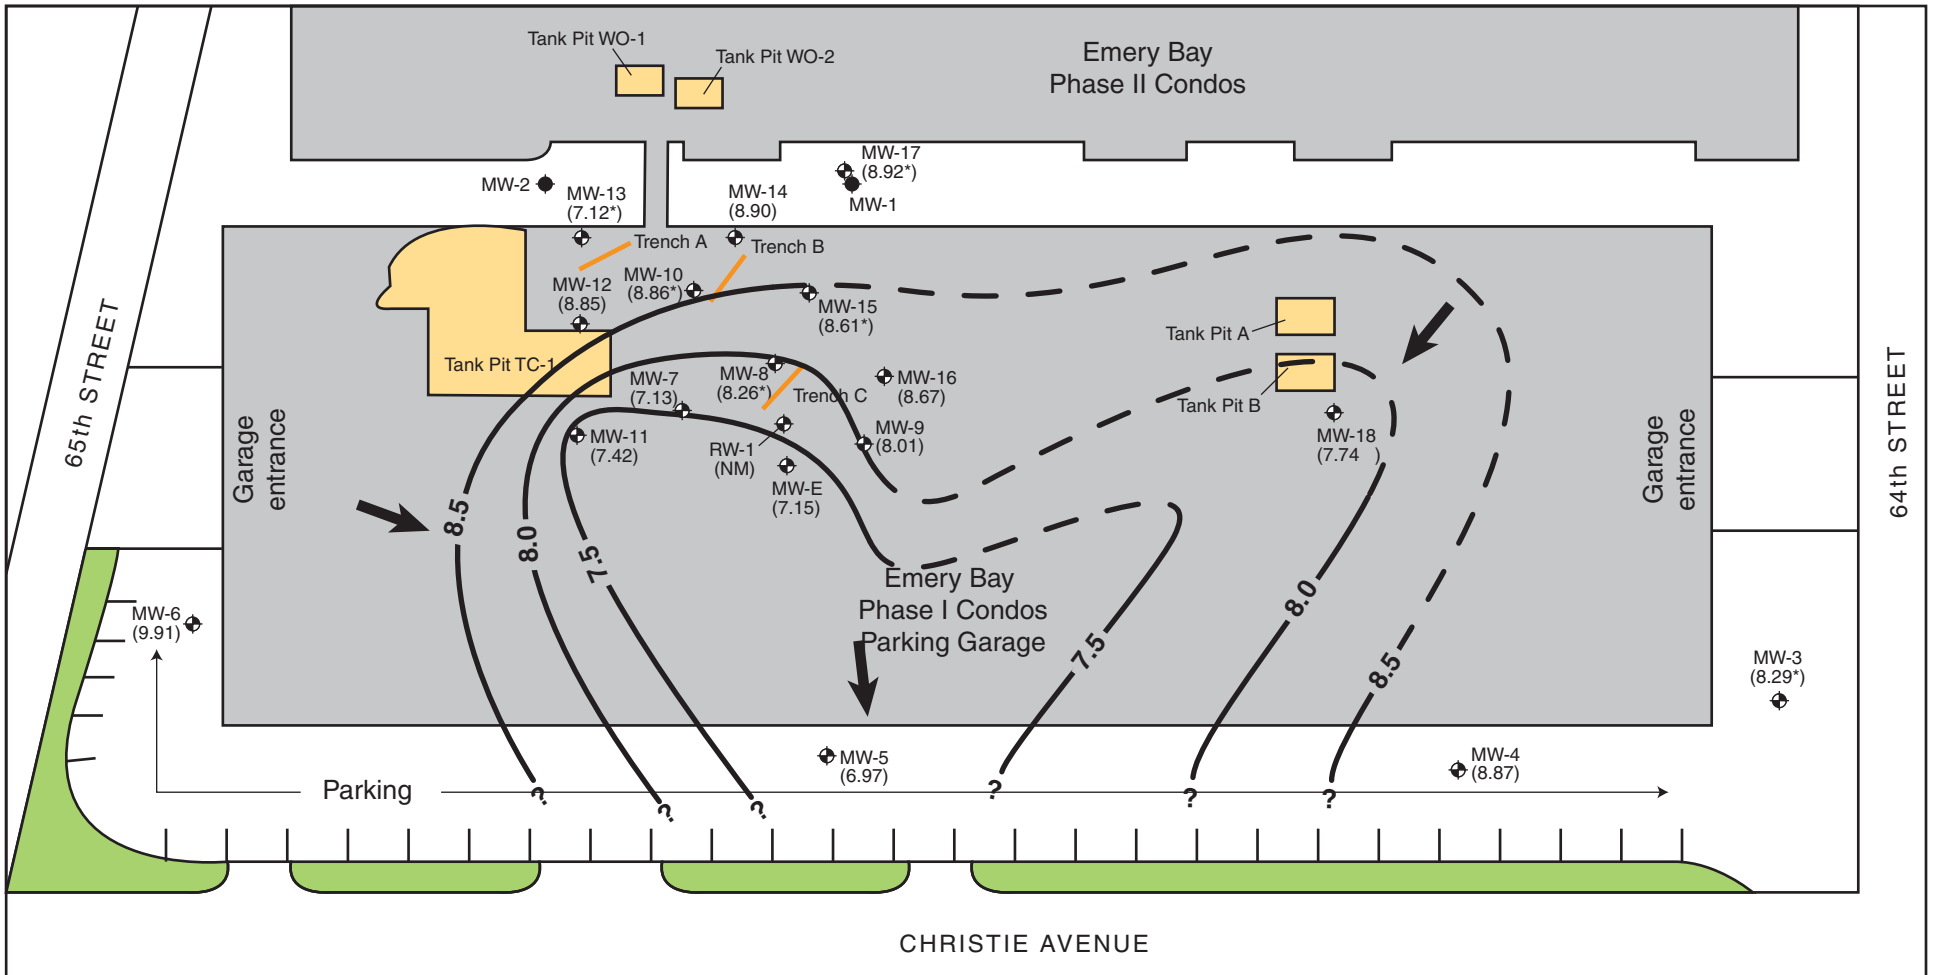 Tank Pit WO-1
Tank Pit WO-2
Emery Bay
Phase II Condos
MW-17
(8.92*)
MW-2
MW-13
(7.12*)
MW-14
(8.90)
MW-1
Trench A
Trench B
MW-10
(8.86*)
MW-12
(8.85)
MW-15
(8.61*)
Tank Pit A
Tank Pit TC-1
MW-7
(7.13)
MW-8
(8.26*)
MW-16
(8.67)
Trench C
Tank Pit B
65th STREET
64th STREET
Garage
entrance
Garage
entrance
MW-11
(7.42)
RW-1
(NM)
MW-9
(8.01)
MW-18
(7.74 )
MW-E
(7.15)
8.5
8.0
7.5
Emery Bay
Phase I Condos
Parking Garage
7.5
8.0
8.5
MW-6
(9.91)
MW-3
(8.29*)
MW-5
(6.97)
MW-4
(8.87)
Parking
?
?
?
?
?
?
CHRISTIE AVENUE